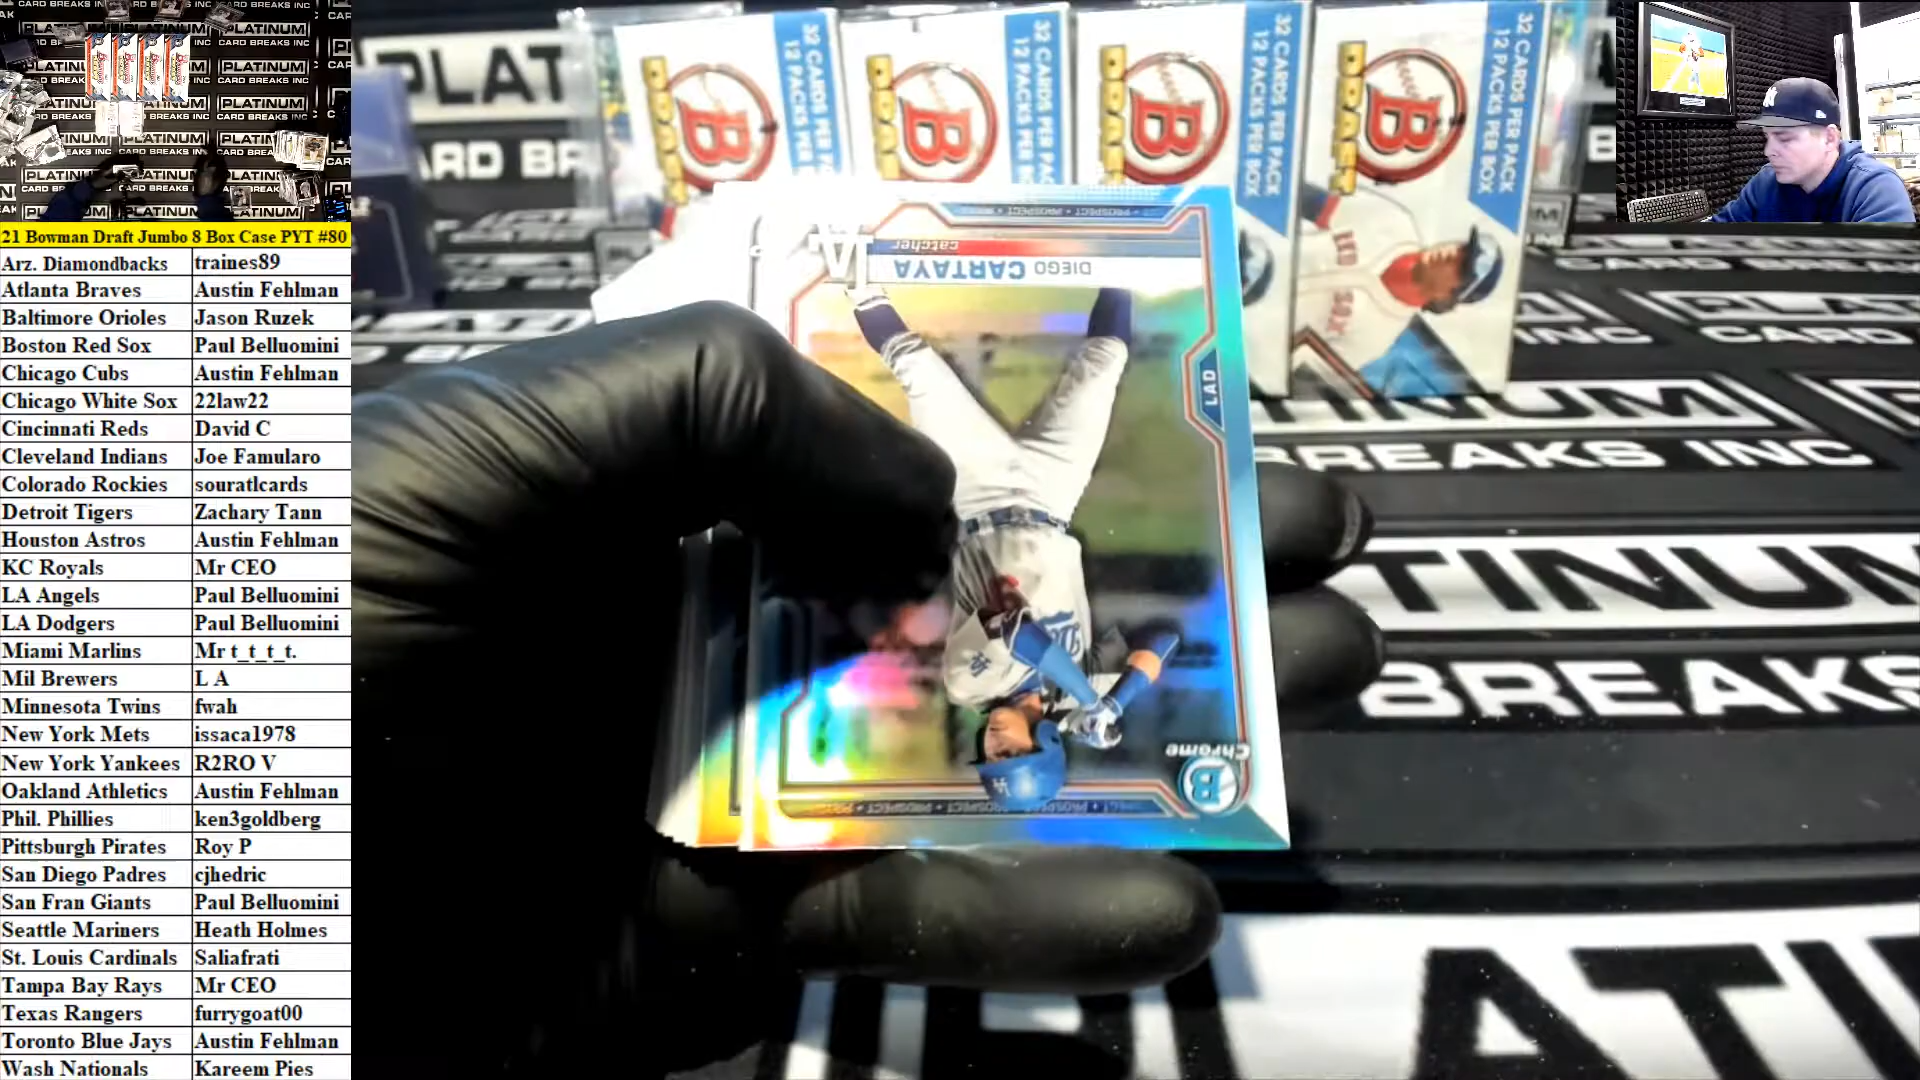 21 Bowman Draft Jumbo 8 Box Case PYT #80
Arz. Diamondbacks traines89
Atlanta Braves Austin Fehlman
Baltimore Orioles Jason Ruzek
Boston Red Sox Paul Belluomini
Chicago Cubs Austin Fehlman
Chicago White Sox 22law22
Cincinnati Reds David C
Cleveland Indians Joe Famularo
Colorado Rockies souratlcards
Detroit Tigers Zachary Tann
Houston Astros Austin Fehlman
KC Royals Mr CEO
LA Angels Paul Belluomini
LA Dodgers Paul Belluomini
Miami Marlins Mr t_t_t_t.
Mil Brewers L A
Minnesota Twins fwah
New York Mets issaca1978
New York Yankees R2RO V
Oakland Athletics Austin Fehlman
Phil. Phillies ken3goldberg
Pittsburgh Pirates Roy P
San Diego Padres cjhedric
San Fran Giants Paul Belluomini
Seattle Mariners Heath Holmes
St. Louis Cardinals Saliafrati
Tampa Bay Rays Mr CEO
Texas Rangers furrygoat00
Toronto Blue Jays Austin Fehlman
Wash Nationals Kareem Pies
PLATINUM
CARD BREAKS INC
32 CARDS PER PACK
12 PACKS PER BOX
B
DRAFT
RED SOX
catcher
DIEGO CARTAYA
LAD
PROSPECT
Chrome
B
BREAKS INC
TINUM
BREAKS